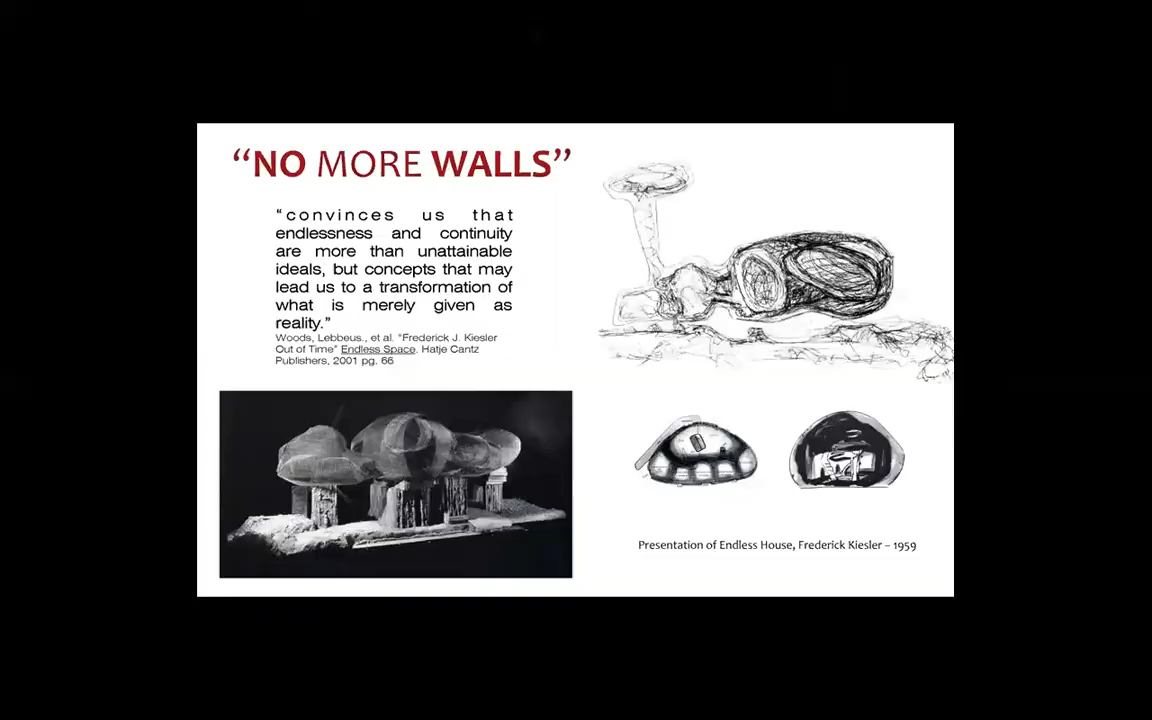 “NO MORE WALLS”
“convinces us that
endlessness and continuity
are more than unattainable
ideals, but concepts that may
lead us to a transformation of
what is merely given as
reality.”
Woods, Lebbeus., et al. “Frederick J. Kiesler
Out of Time” Endless Space. Hatje Cantz
Publishers, 2001 pg. 66
Presentation of Endless House, Frederick Kiesler – 1959